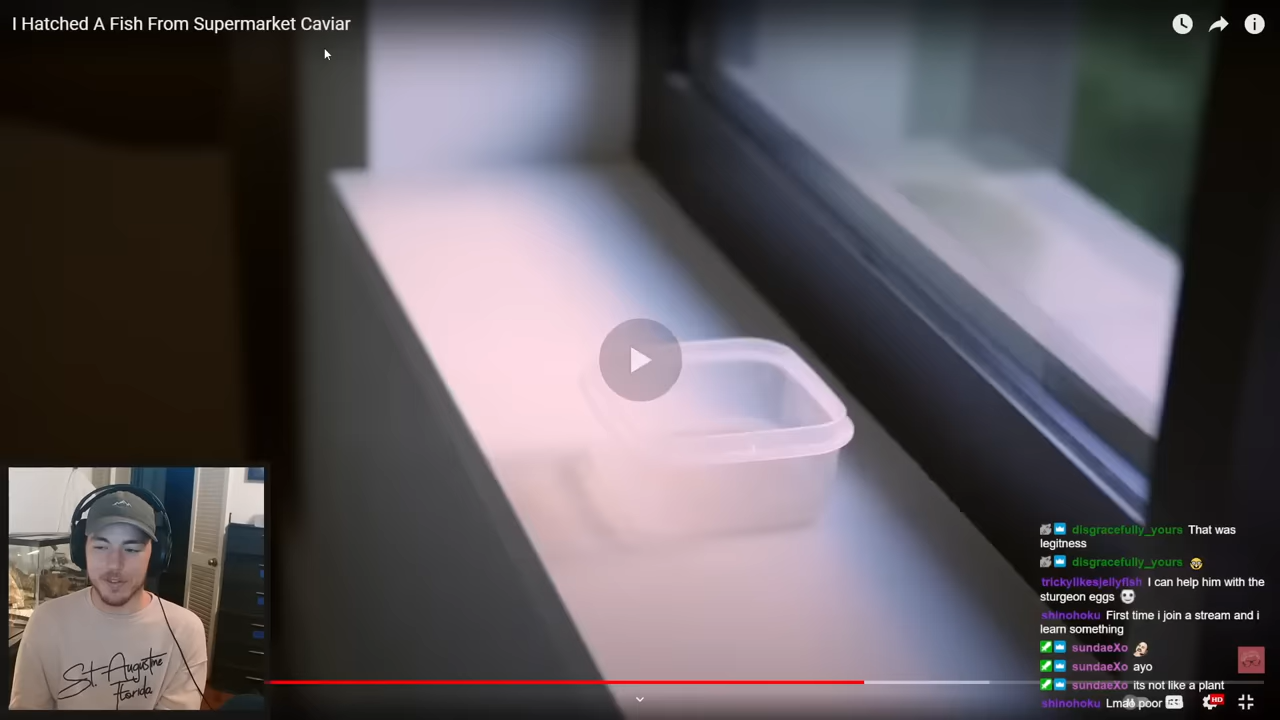 I Hatched A Fish From Supermarket Caviar
disgracefully_yours That was
legitness
disgracefully_yours
trickylikesjellyfish I can help him with the
sturgeon eggs
shinohoku First time i join a stream and i
learn something
sundaeXo
sundaeXo ayo
sundaeXo its not like a plant
shinohoku Lmao poor
HD
CC
St. Augustine
Florida